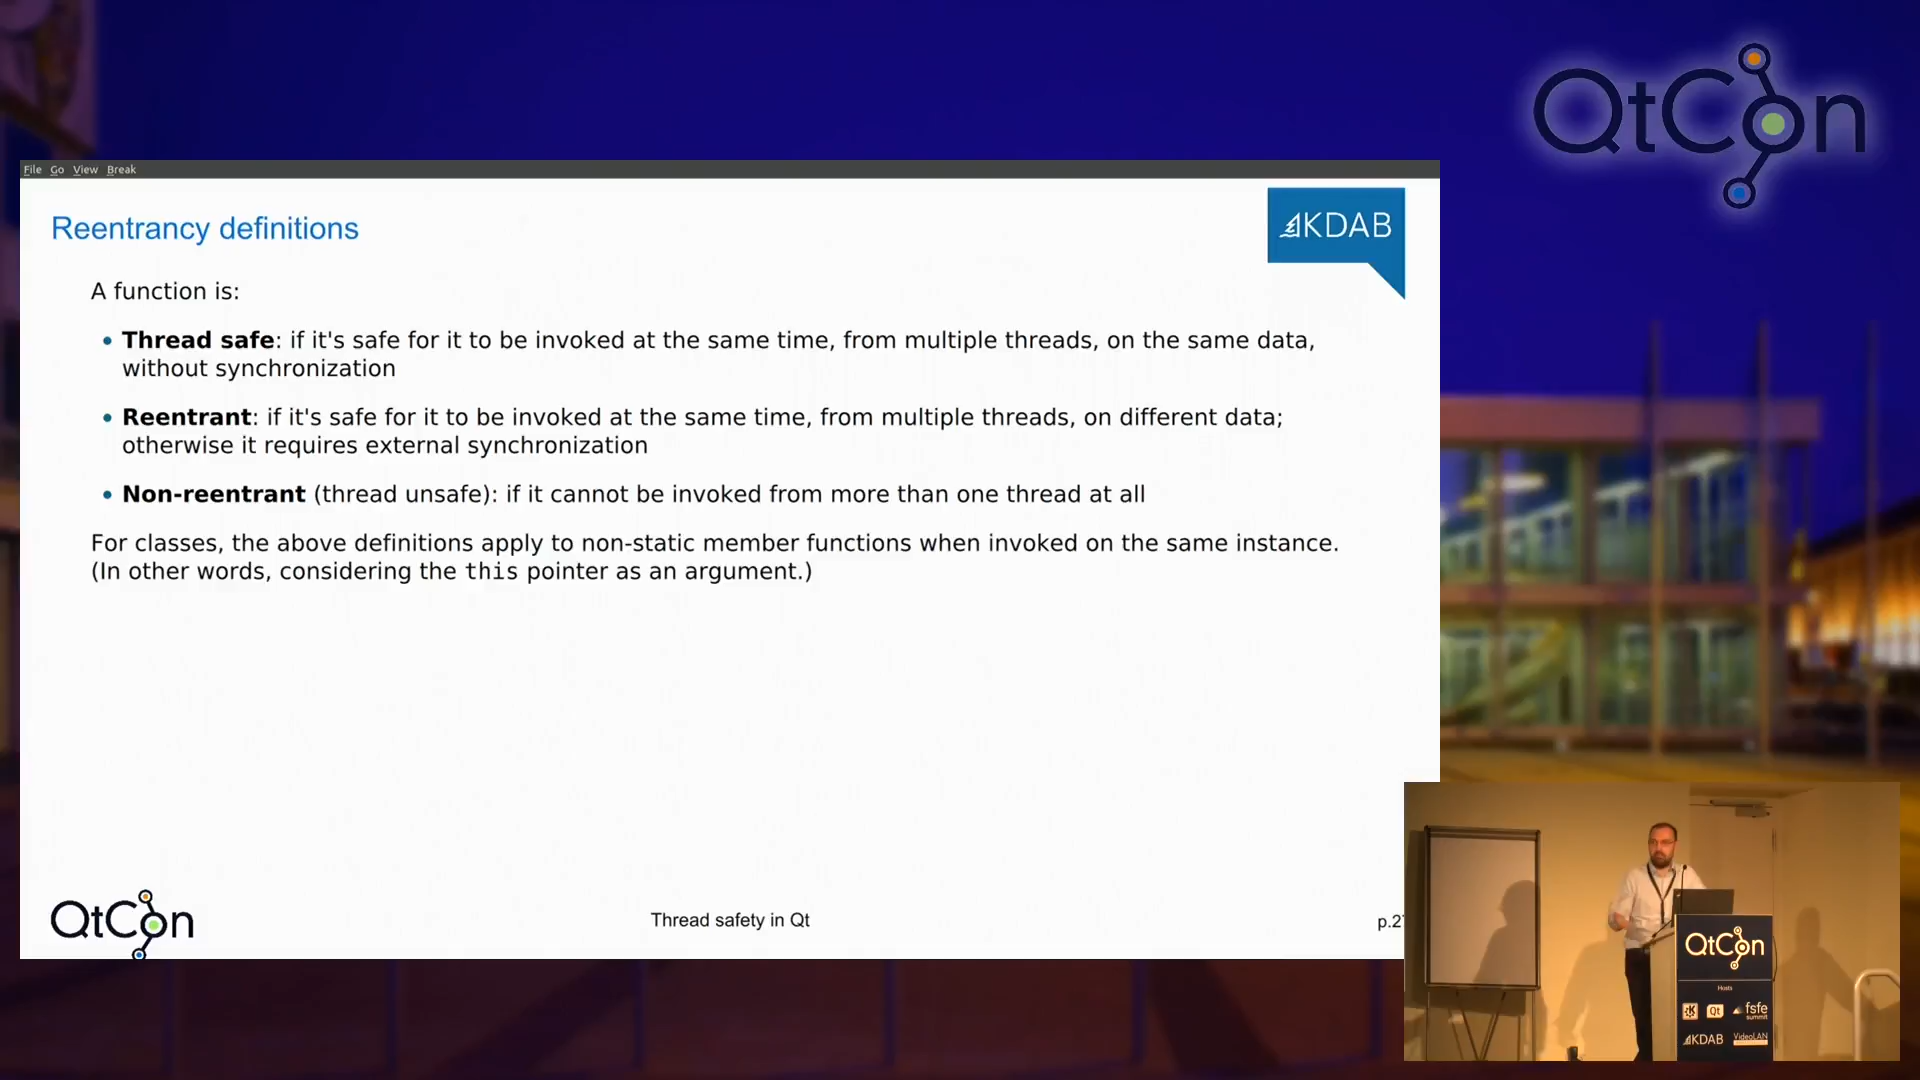 QtCon
File Go View Break
KDAB
Reentrancy definitions
A function is:
• Thread safe: if it's safe for it to be invoked at the same time, from multiple threads, on the same data,
without synchronization
• Reentrant: if it's safe for it to be invoked at the same time, from multiple threads, on different data;
otherwise it requires external synchronization
• Non-reentrant (thread unsafe): if it cannot be invoked from more than one thread at all
For classes, the above definitions apply to non-static member functions when invoked on the same instance.
(In other words, considering the this pointer as an argument.)
QtCon
Thread safety in Qt
QtCon
Hosts
Qt
fsfe
summit
KDAB
VideoLAN